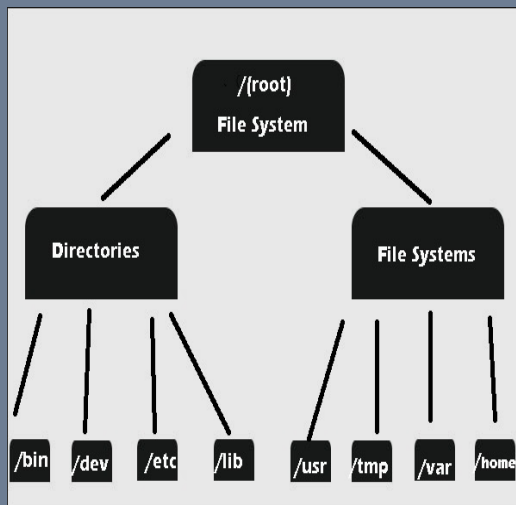 /(root)
File System
Directories
File Systems
/bin
/dev
/etc
/lib
/usr
/tmp
/var
/home